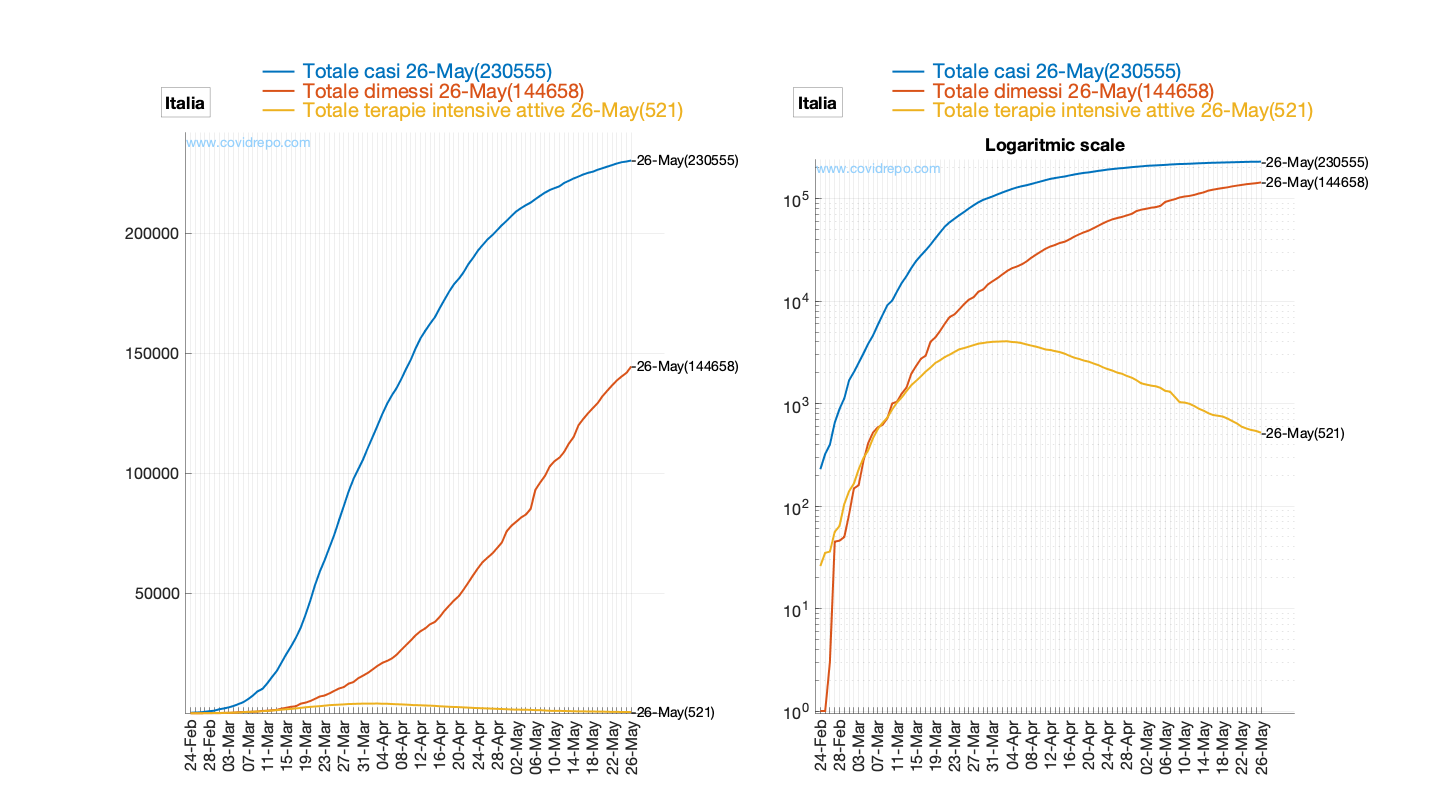 Totale casi 26-May(230555)
Totale dimessi 26-May(144658)
Totale terapie intensive attive 26-May(521)
Italia
www.covidrepo.com
26-May(230555)
200000
150000
26-May(144658)
100000
50000
26-May(521)
24-Feb
28-Feb
03-Mar
07-Mar
11-Mar
15-Mar
19-Mar
23-Mar
27-Mar
31-Mar
04-Apr
08-Apr
12-Apr
16-Apr
20-Apr
24-Apr
28-Apr
02-May
06-May
10-May
14-May
18-May
22-May
26-May
Totale casi 26-May(230555)
Totale dimessi 26-May(144658)
Totale terapie intensive attive 26-May(521)
Italia
Logaritmic scale
www.covidrepo.com
26-May(230555)
26-May(144658)
10^5
10^4
10^3
26-May(521)
10^2
10^1
10^0
24-Feb
28-Feb
03-Mar
07-Mar
11-Mar
15-Mar
19-Mar
23-Mar
27-Mar
31-Mar
04-Apr
08-Apr
12-Apr
16-Apr
20-Apr
24-Apr
28-Apr
02-May
06-May
10-May
14-May
18-May
22-May
26-May